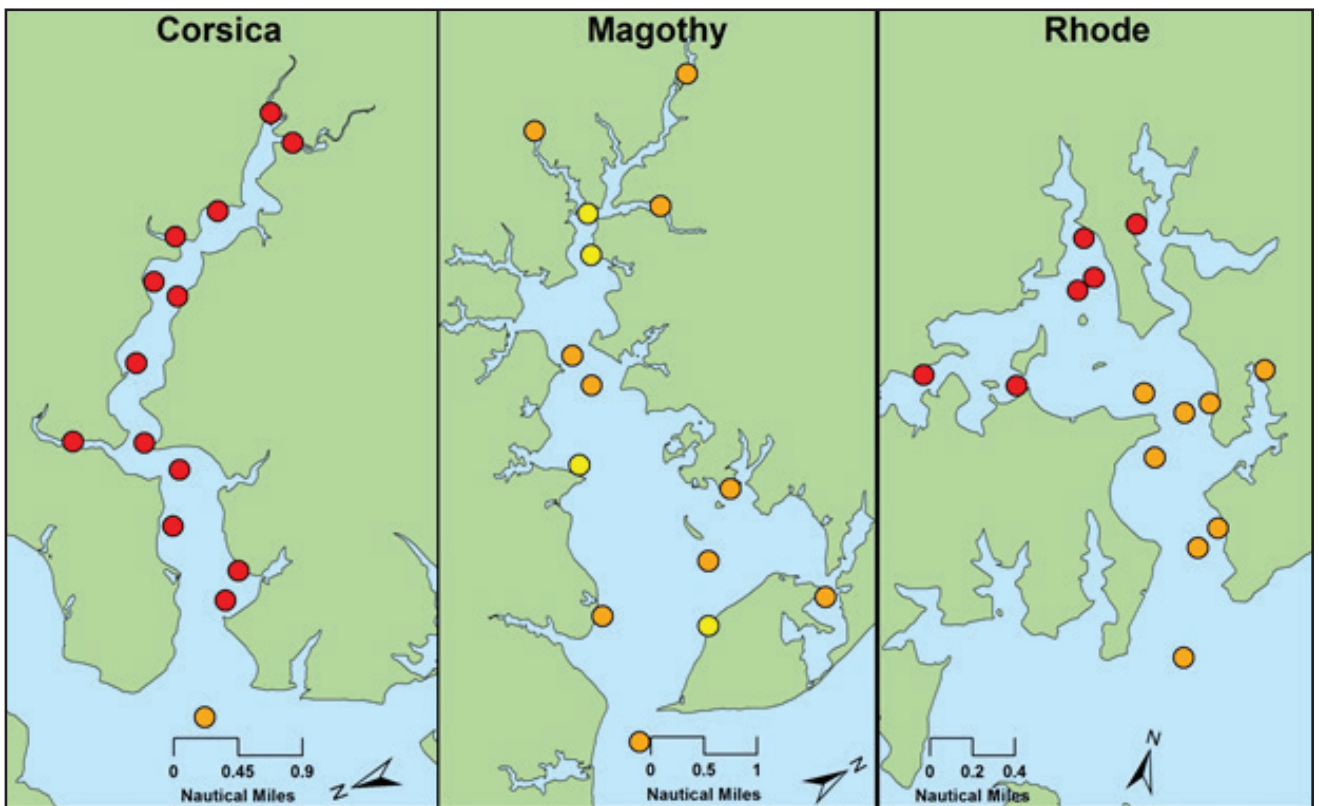 Corsica
Magothy
Rhode
0 0.45 0.9
Nautical Miles
N
0 0.5 1
Nautical Miles
N
0 0.2 0.4
Nautical Miles
N